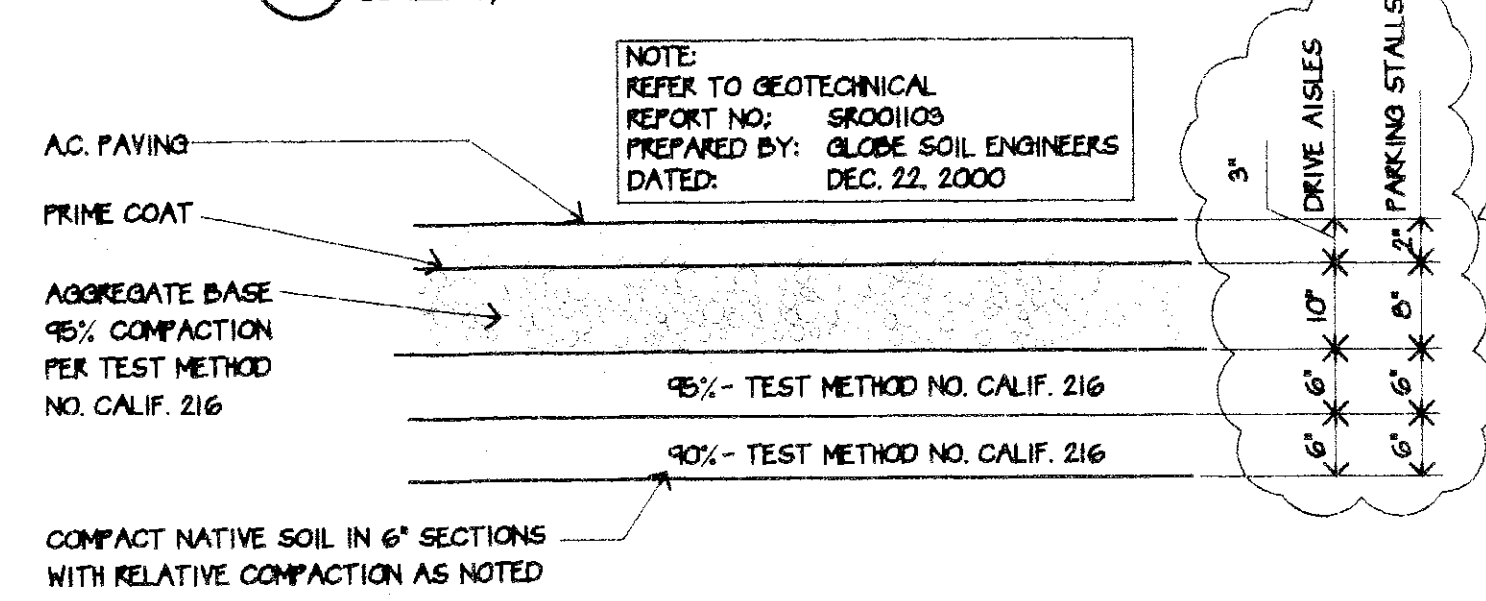 NOTE:
REFER TO GEOTECHNICAL
REPORT NO: SR001103
PREPARED BY: GLOBE SOIL ENGINEERS
DATED: DEC. 22, 2000
A.C. PAVING
PRIME COAT
AGGREGATE BASE
95% COMPACTION
PER TEST METHOD
NO. CALIF. 216
95%- TEST METHOD NO. CALIF. 216
90%- TEST METHOD NO. CALIF. 216
COMPACT NATIVE SOIL IN 6" SECTIONS
WITH RELATIVE COMPACTION AS NOTED
3"
DRIVE AISLES
10"
6"
6"
PARKING STALLS
2"
8"
6"
6"